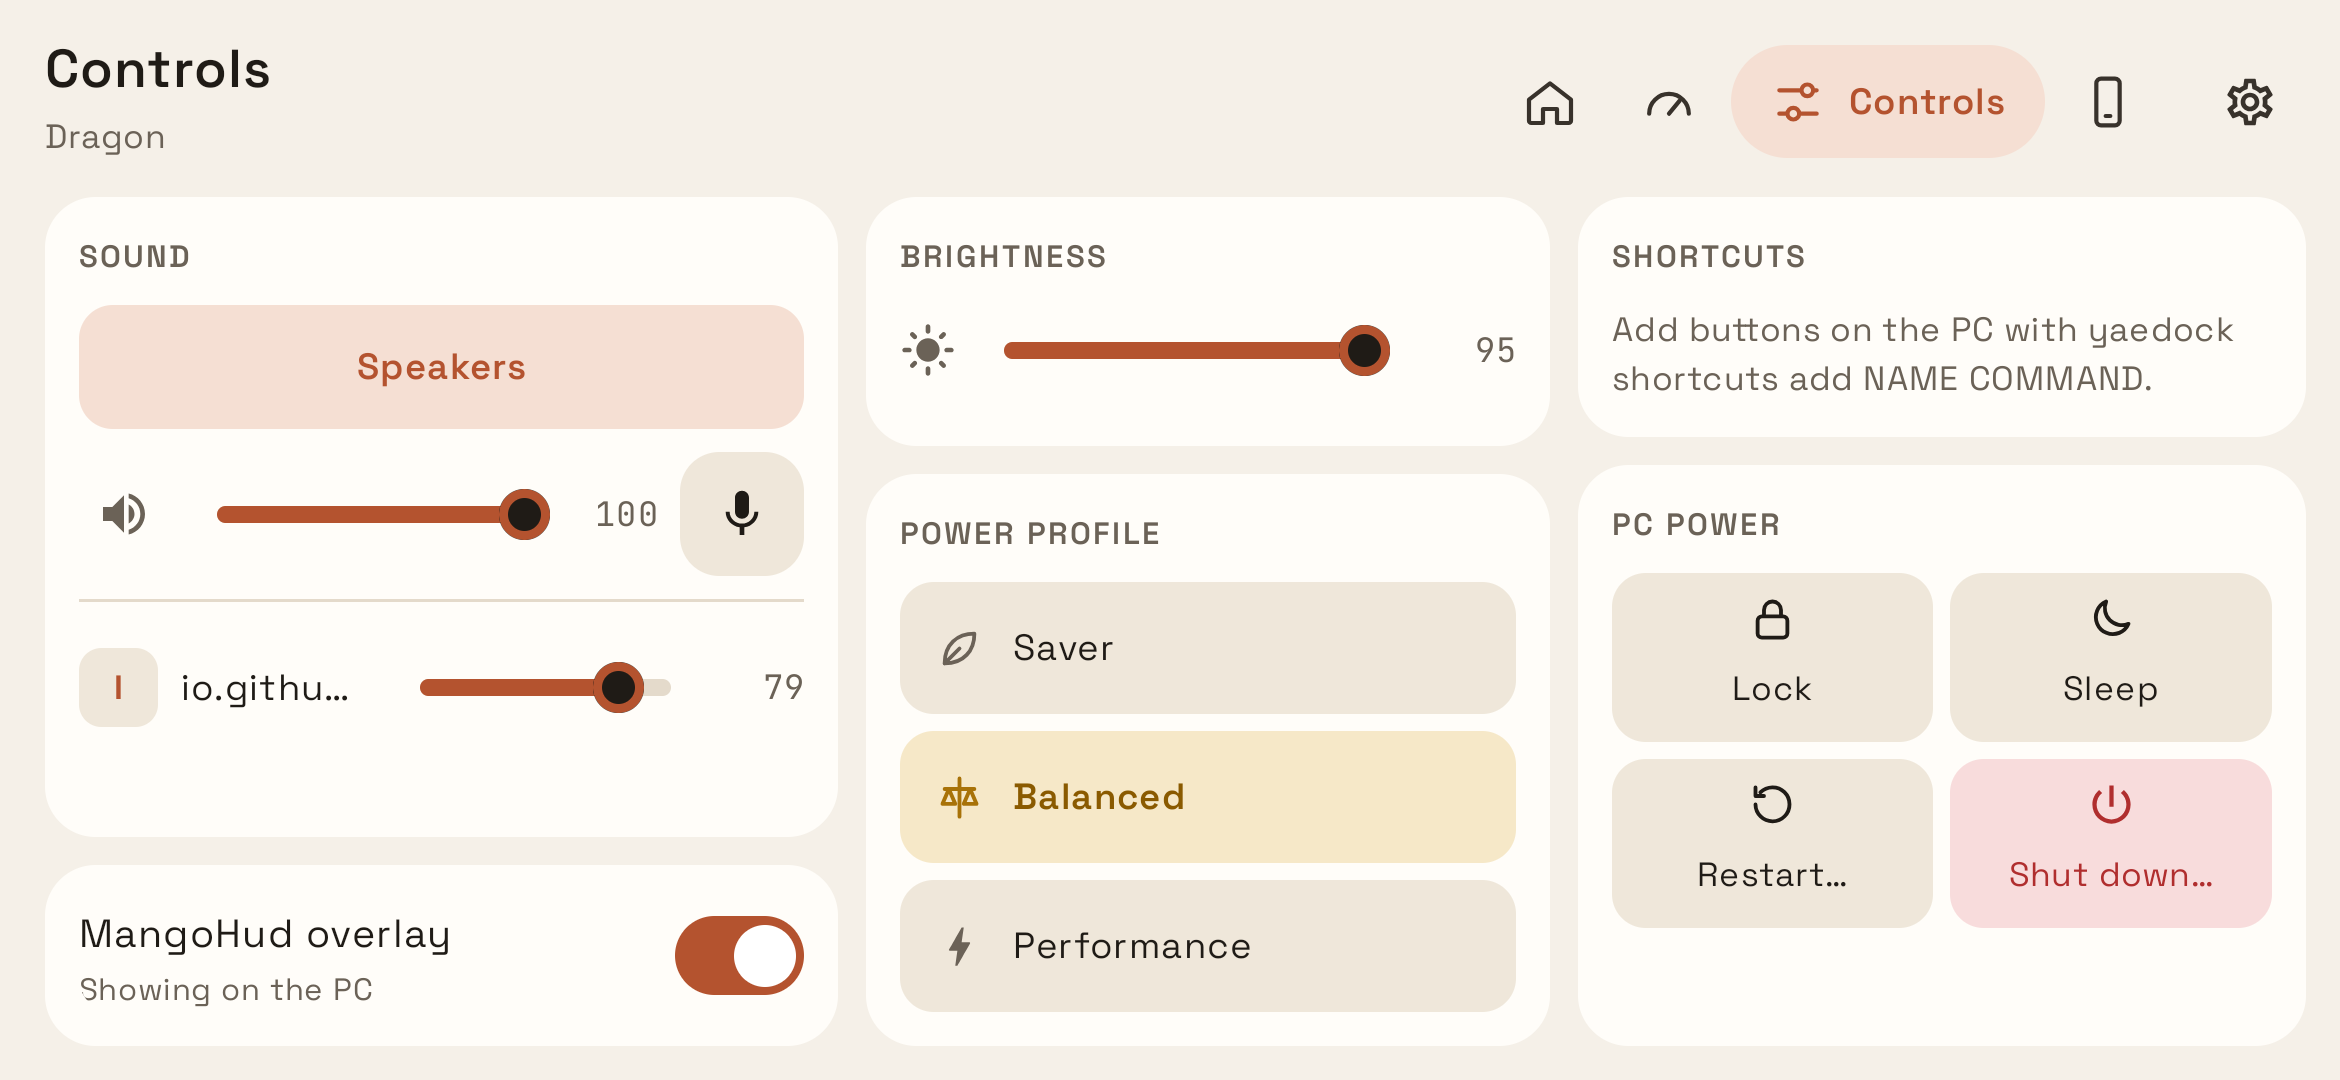 Controls
Dragon
Controls
SOUND
Speakers
100
I
io.githu…
79
MangoHud overlay
Showing on the PC
BRIGHTNESS
95
POWER PROFILE
Saver
Balanced
Performance
SHORTCUTS
Add buttons on the PC with yaedock
shortcuts add NAME COMMAND.
PC POWER
Lock
Sleep
Restart…
Shut down…